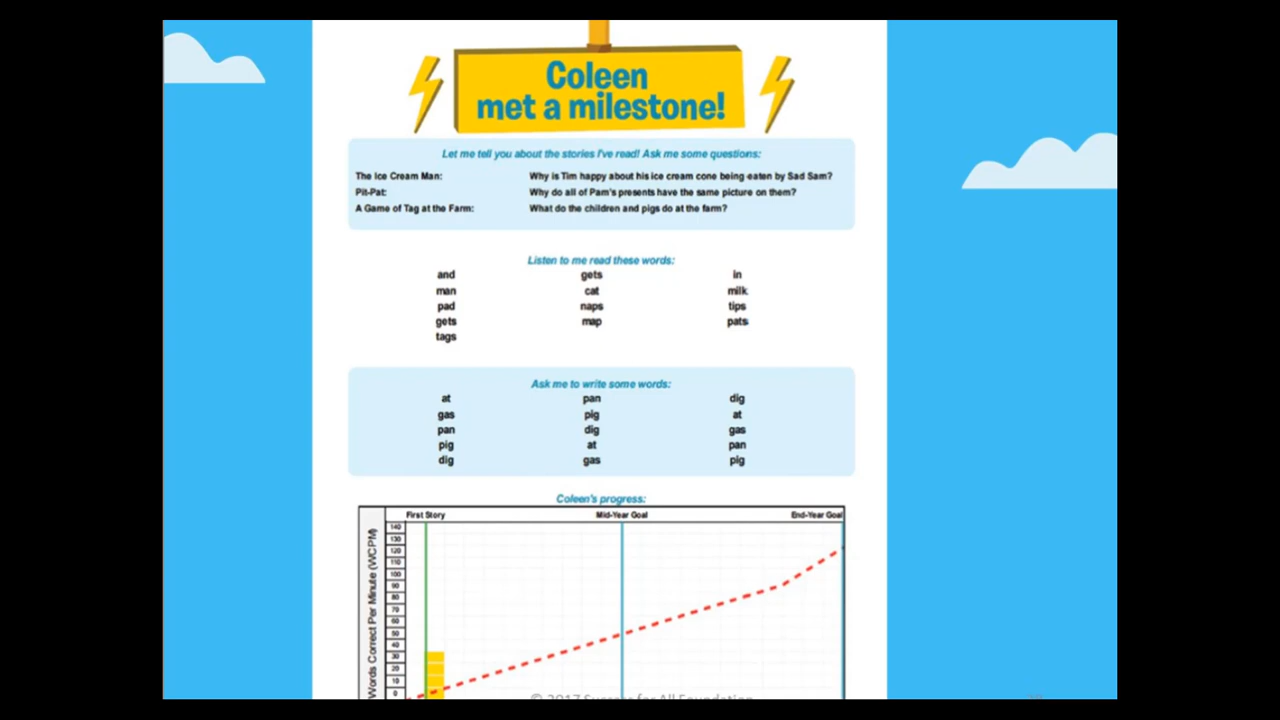 Coleen
met a milestone!
Let me tell you about the stories I've read! Ask me some questions:
The Ice Cream Man: Why is Tim happy about his ice cream cone being eaten by Sad Sam?
Pit-Pat: Why do all of Pam's presents have the same picture on them?
A Game of Tag at the Farm: What do the children and pigs do at the farm?
Listen to me read these words:
and gets in
man cat milk
pad naps tips
gets map pats
tags
Ask me to write some words:
at pan dig
gas pig at
pan dig gas
pig at pan
dig gas pig
Coleen's progress:
First Story Mid-Year Goal End-Year Goal
Words Correct Per Minute (WCPM)
140
130
120
110
100
90
80
70
60
50
40
30
20
10
0
© 2017 Success for All Foundation